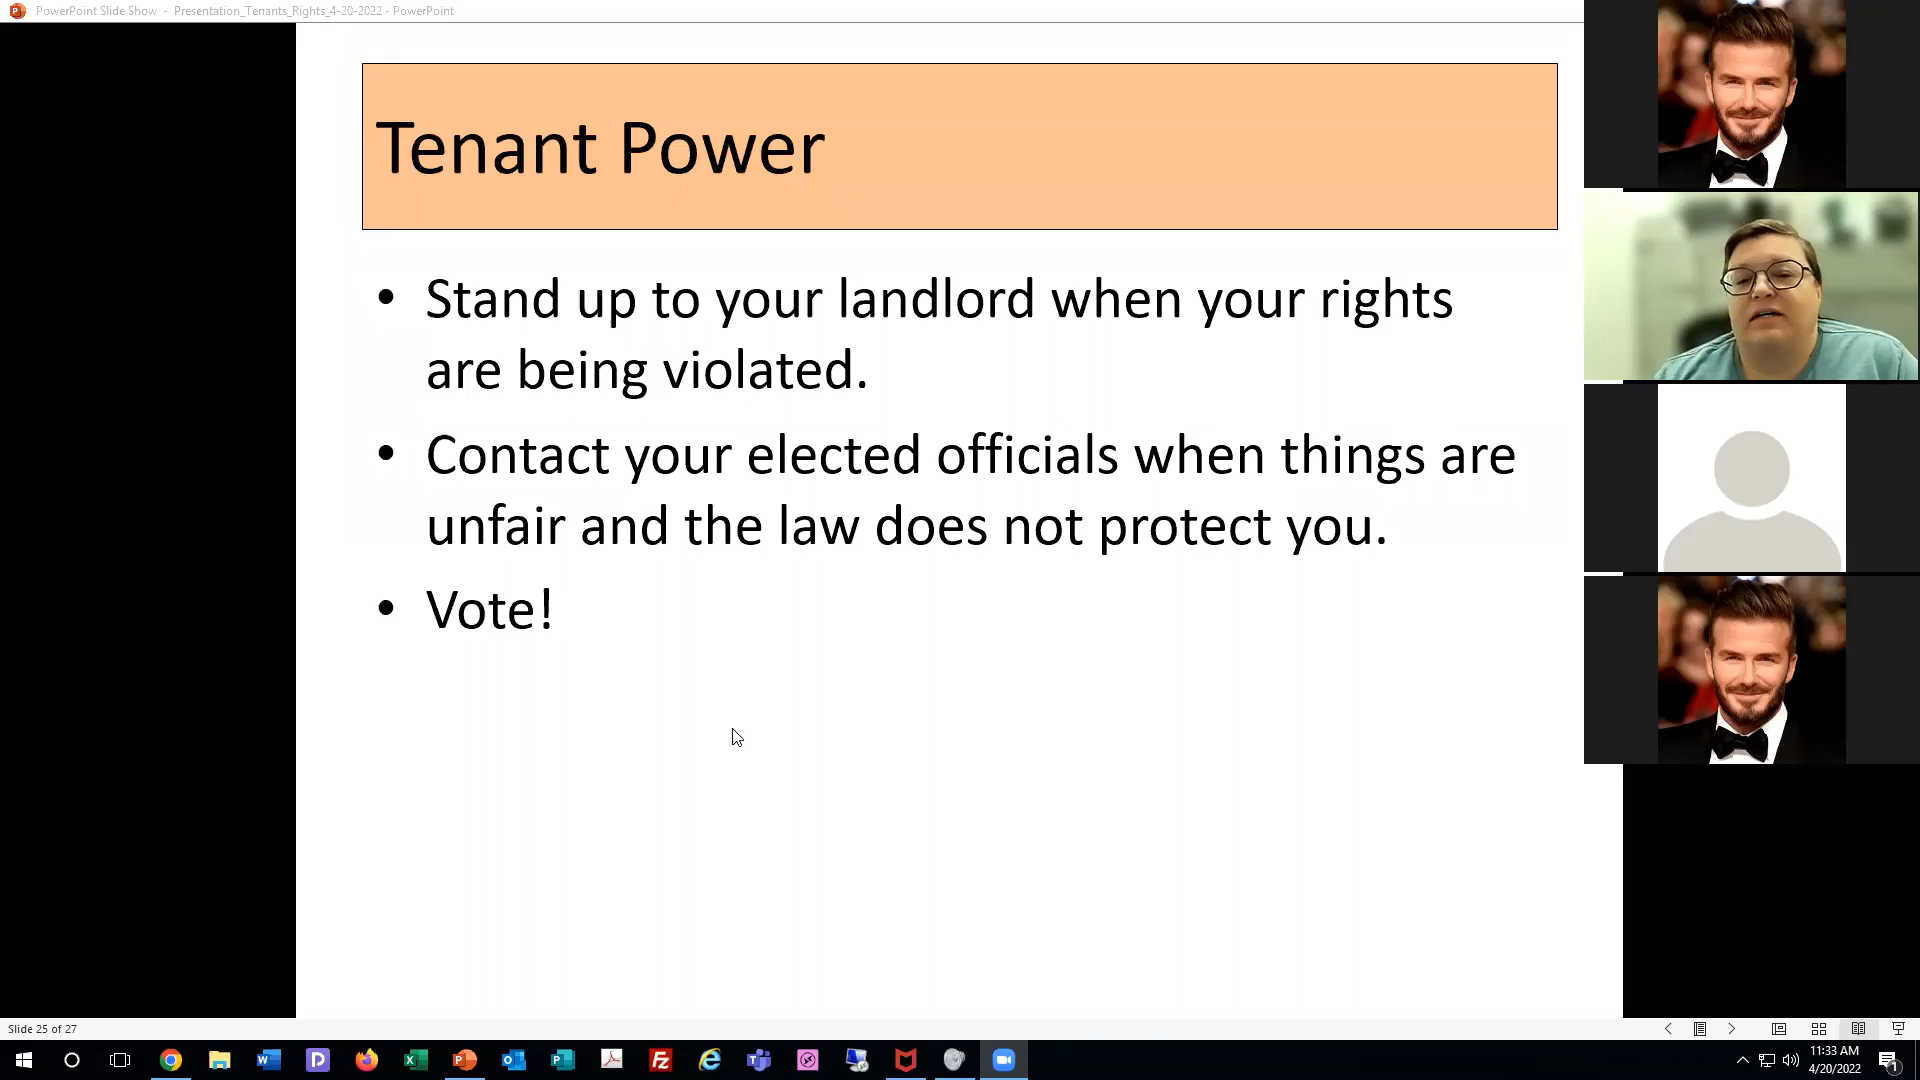 PowerPoint Slide Show - Presentation_Tenants_Rights_4-20-2022 - PowerPoint
Tenant Power
• Stand up to your landlord when your rights
are being violated.
• Contact your elected officials when things are
unfair and the law does not protect you.
• Vote!
Slide 25 of 27
11:33 AM
4/20/2022
1